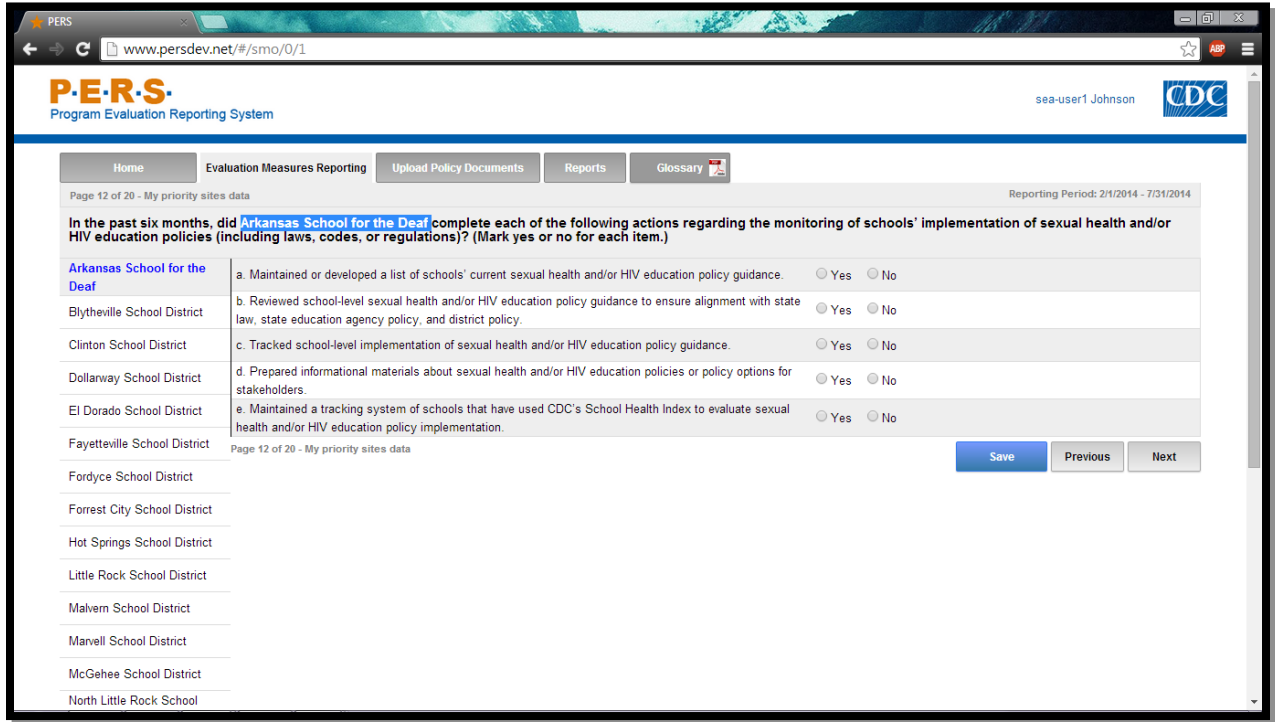 PERS
www.persdev.net/#/smo/0/1
ABP
P·E·R·S·
Program Evaluation Reporting System
sea-user1 Johnson
CDC
Home
Evaluation Measures Reporting
Upload Policy Documents
Reports
Glossary
Page 12 of 20 - My priority sites data
Reporting Period: 2/1/2014 - 7/31/2014
In the past six months, did Arkansas School for the Deaf complete each of the following actions regarding the monitoring of schools' implementation of sexual health and/or
HIV education policies (including laws, codes, or regulations)? (Mark yes or no for each item.)
Arkansas School for the
Deaf
Blytheville School District
Clinton School District
Dollarway School District
El Dorado School District
Fayetteville School District
Fordyce School District
Forrest City School District
Hot Springs School District
Little Rock School District
Malvern School District
Marvell School District
McGehee School District
North Little Rock School
a. Maintained or developed a list of schools' current sexual health and/or HIV education policy guidance.
Yes No
b. Reviewed school-level sexual health and/or HIV education policy guidance to ensure alignment with state
law, state education agency policy, and district policy.
Yes No
c. Tracked school-level implementation of sexual health and/or HIV education policy guidance.
Yes No
d. Prepared informational materials about sexual health and/or HIV education policies or policy options for
stakeholders.
Yes No
e. Maintained a tracking system of schools that have used CDC's School Health Index to evaluate sexual
health and/or HIV education policy implementation.
Yes No
Page 12 of 20 - My priority sites data
Save
Previous
Next